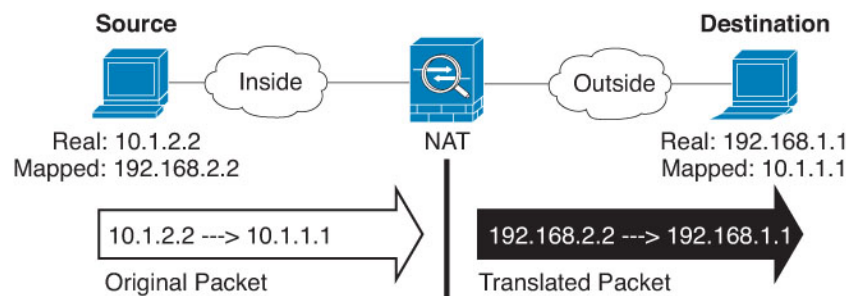 Source
Destination
Inside
Outside
Real: 10.1.2.2
Mapped: 192.168.2.2
NAT
Real: 192.168.1.1
Mapped: 10.1.1.1
10.1.2.2 ---> 10.1.1.1
192.168.2.2 ---> 192.168.1.1
Original Packet
Translated Packet